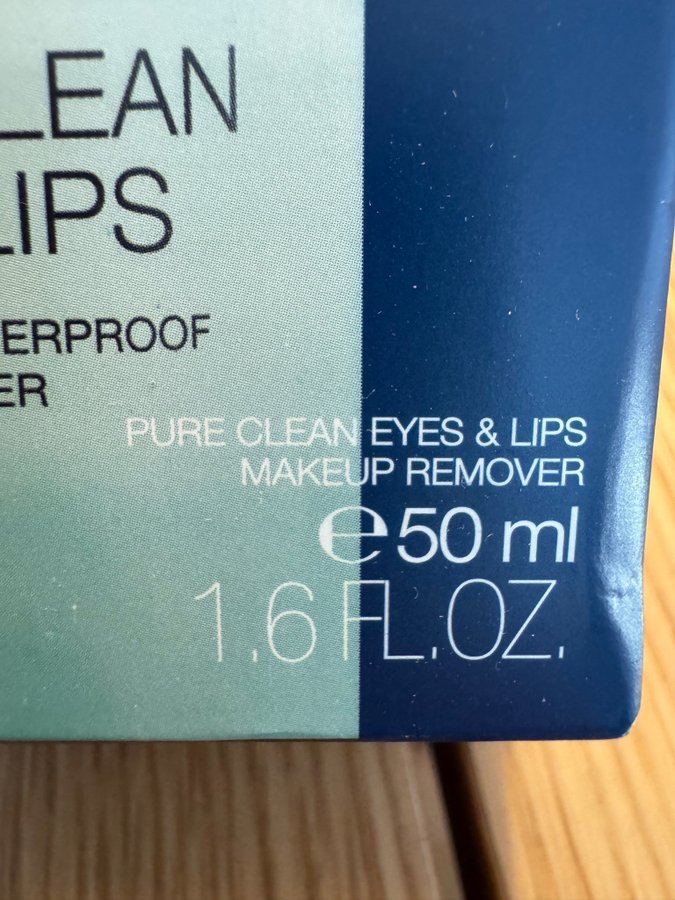 LEAN
LIPS
ERPROOF
ER
PURE CLEAN EYES & LIPS
MAKEUP REMOVER
℮50 ml
1.6 FL.OZ.